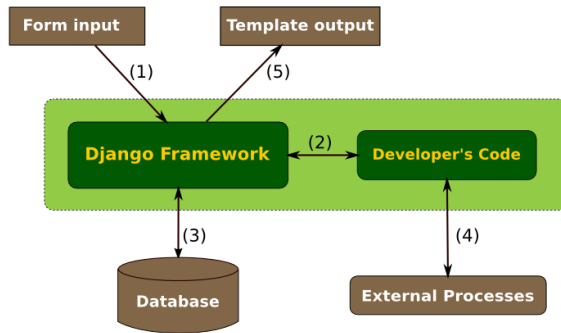 Form input
Template output
(1)
(5)
Django Framework
(2)
Developer's Code
(3)
(4)
Database
External Processes